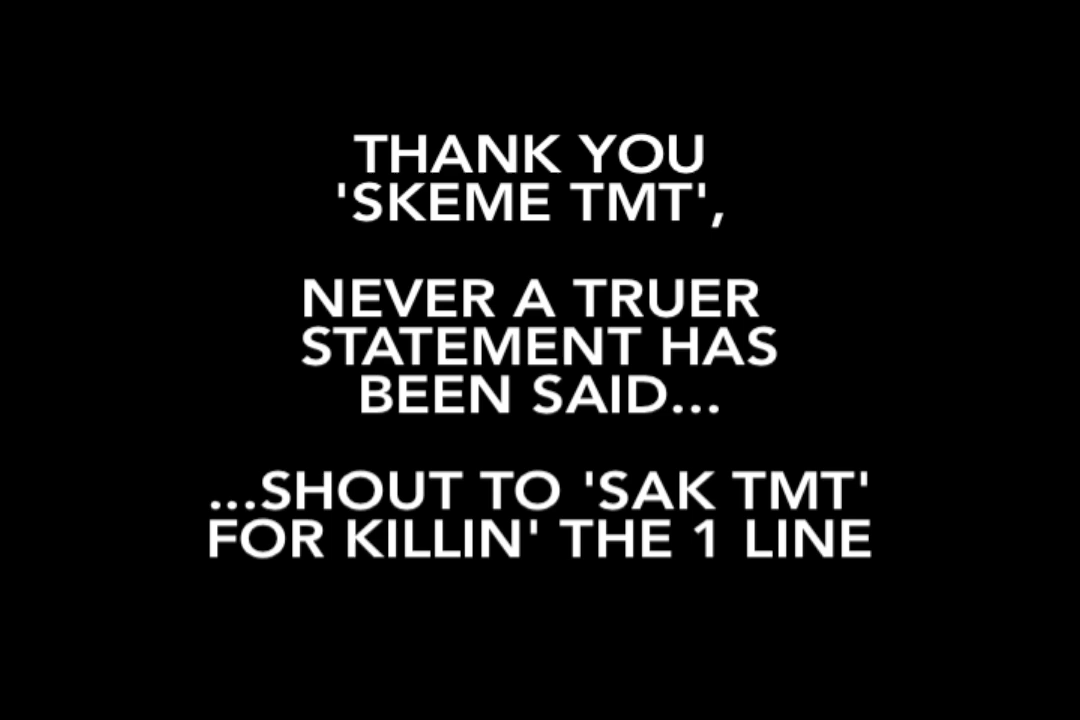 THANK YOU
'SKEME TMT',
NEVER A TRUER
STATEMENT HAS
BEEN SAID...
...SHOUT TO 'SAK TMT'
FOR KILLIN' THE 1 LINE